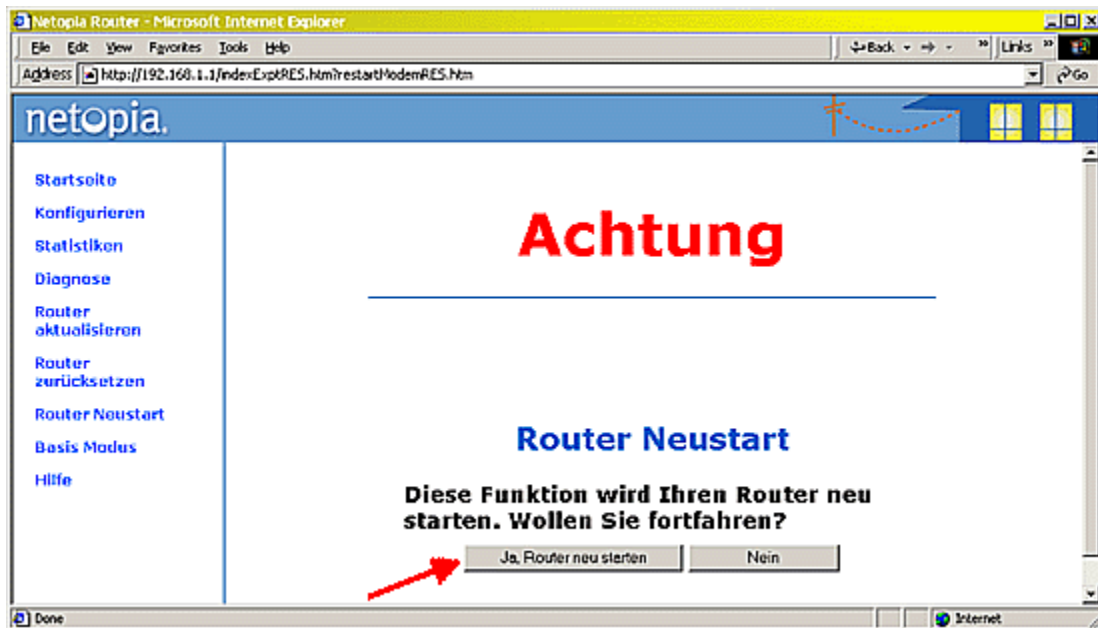 Netopia Router - Microsoft Internet Explorer
File Edit View Favorites Tools Help
Back
Links
Address http://192.168.1.1/indexExptRES.htm?restartModemRES.htm
Go
netopia.
Startseite
Konfigurieren
Statistiken
Diagnose
Router
aktualisieren
Router
zurücksetzen
Router Neustart
Basis Modus
Hilfe
Achtung
Router Neustart
Diese Funktion wird Ihren Router neu
starten. Wollen Sie fortfahren?
Ja, Router neu starten Nein
Done
Internet